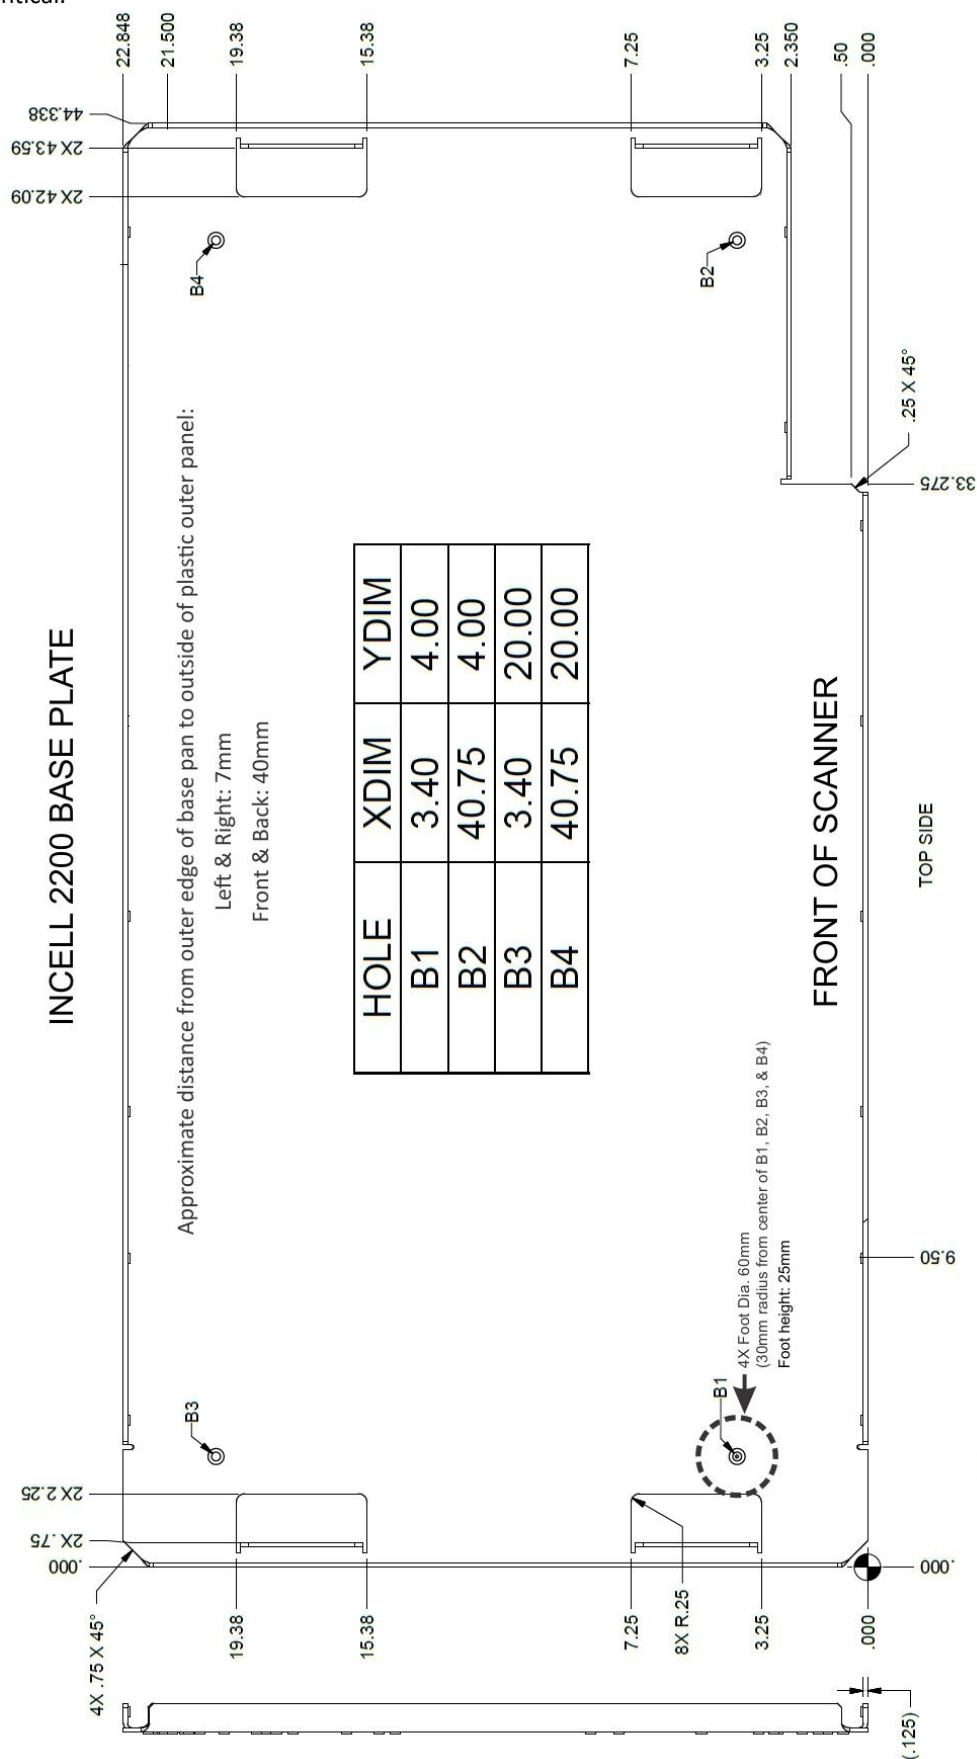 ritical.
INCELL 2200 BASE PLATE
Approximate distance from outer edge of base pan to outside of plastic outer panel:
Left & Right: 7mm
Front & Back: 40mm
HOLE XDIM YDIM
B1 3.40 4.00
B2 40.75 4.00
B3 3.40 20.00
B4 40.75 20.00
FRONT OF SCANNER
TOP SIDE
4X .75 X 45°
.000
2X .75
2X 2.25
2X 42.09
2X 43.59
44.338
22.848
21.500
19.38
15.38
7.25
3.25
2.350
.50
.000
B3
B4
B2
B1
4X Foot Dia. 60mm
(30mm radius from center of B1, B2, B3, & B4)
Foot height: 25mm
.25 X 45°
33.275
9.50
.000
19.38
15.38
7.25
8X R.25
3.25
.000
(.125)